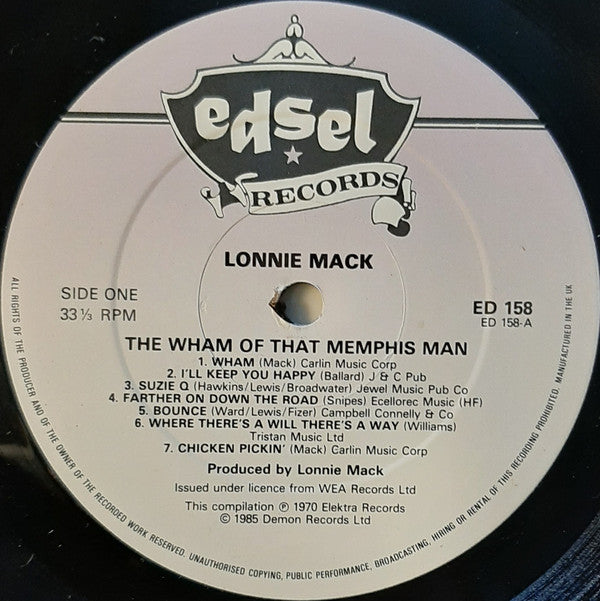 edsel
RECORDS
LONNIE MACK
SIDE ONE
33⅓ RPM
ED 158
ED 158-A
THE WHAM OF THAT MEMPHIS MAN
1. WHAM (Mack) Carlin Music Corp
2. I'LL KEEP YOU HAPPY (Ballard) J & C Pub
3. SUZIE Q (Hawkins/Lewis/Broadwater) Jewel Music Pub Co
4. FARTHER ON DOWN THE ROAD (Snipes) Ecellorec Music (HF)
5. BOUNCE (Ward/Lewis/Fizer) Campbell Connelly & Co
6. WHERE THERE'S A WILL THERE'S A WAY (Williams)
Tristan Music Ltd
7. CHICKEN PICKIN' (Mack) Carlin Music Corp
Produced by Lonnie Mack
Issued under licence from WEA Records Ltd
This compilation ℗ 1970 Elektra Records
© 1985 Demon Records Ltd
ALL RIGHTS OF THE PRODUCER AND OF THE OWNER OF THE RECORDED WORK RESERVED. UNAUTHORISED COPYING, PUBLIC PERFORMANCE, BROADCASTING, HIRING OR RENTAL OF THIS RECORDING PROHIBITED. MANUFACTURED IN THE UK